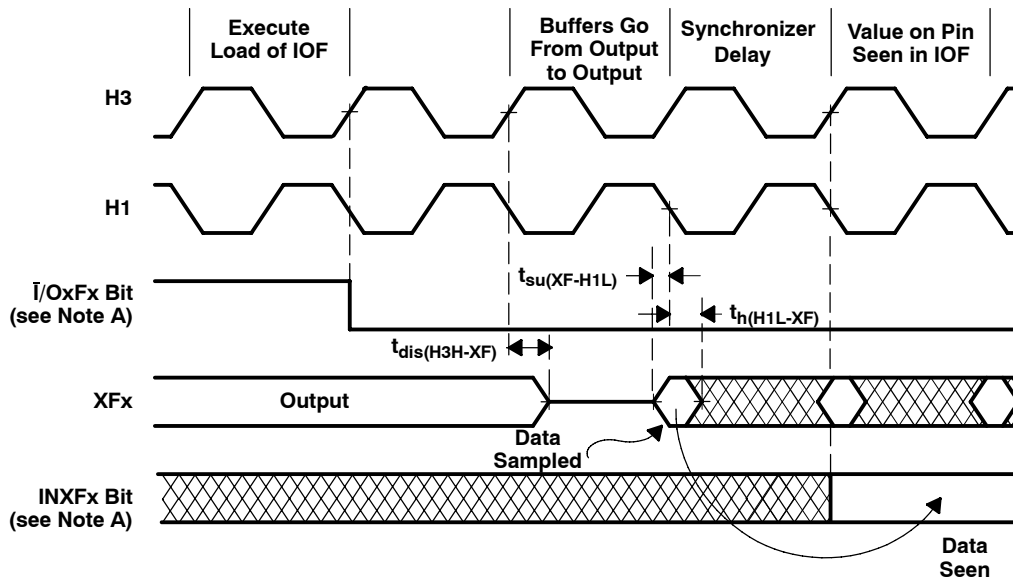 Execute
Load of IOF
Buffers Go
From Output
to Output
Synchronizer
Delay
Value on Pin
Seen in IOF
H3
H1
Ī/OxFx Bit
(see Note A)
tsu(XF-H1L)
th(H1L-XF)
tdis(H3H-XF)
XFx
Output
Data
Sampled
INXFx Bit
(see Note A)
Data
Seen